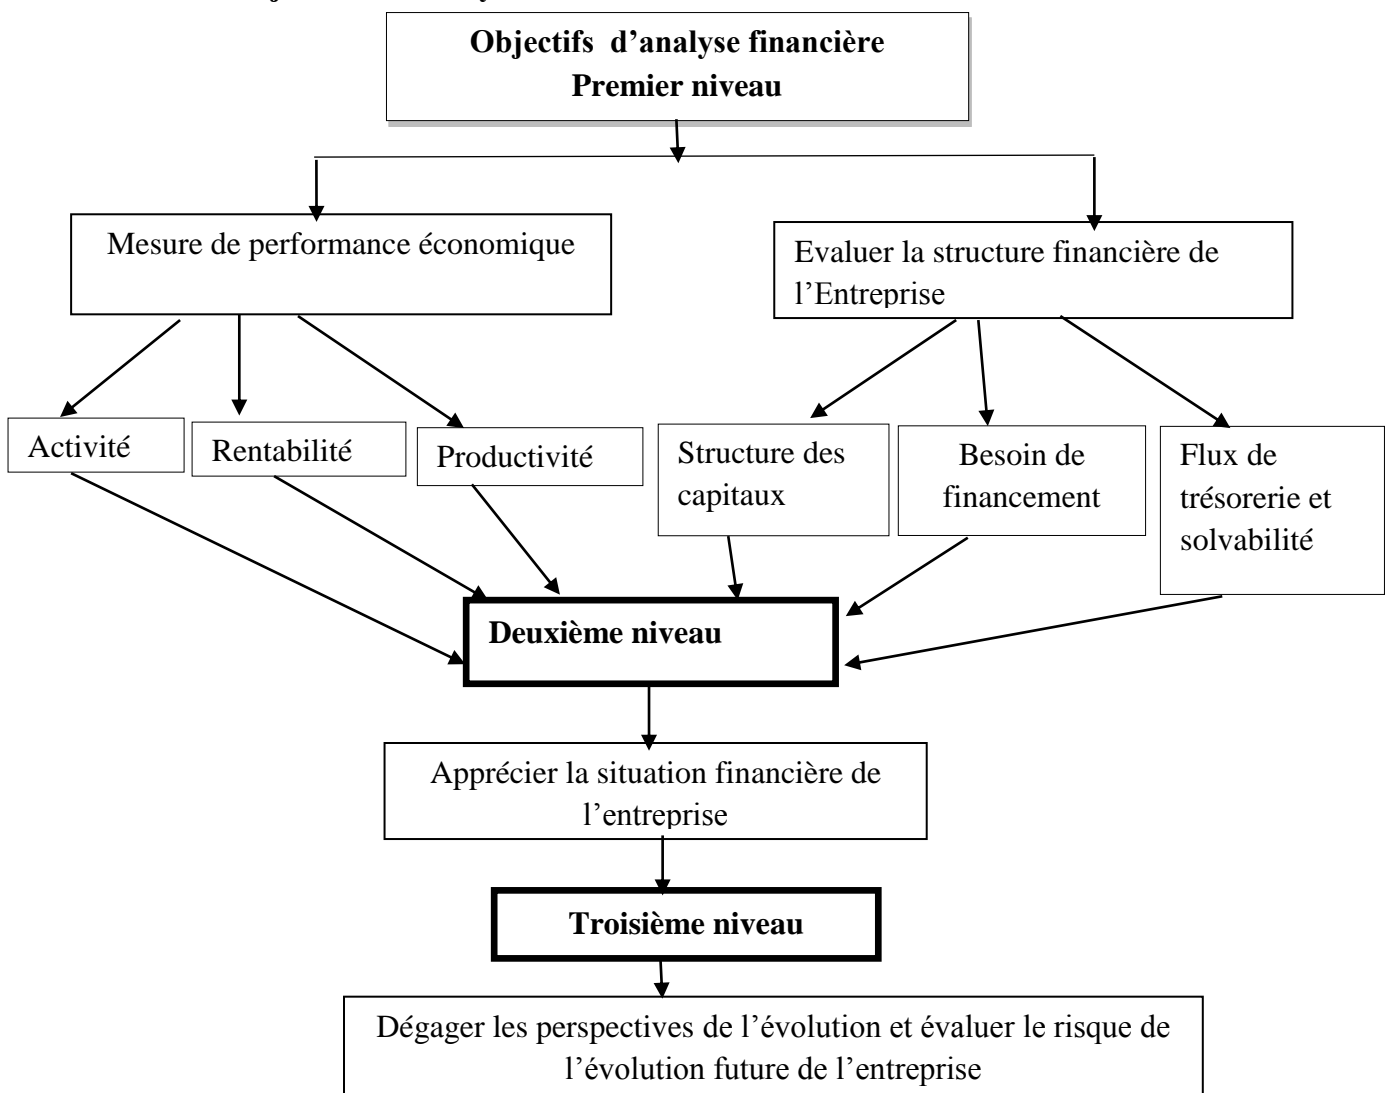 Objectifs d’analyse financière
Premier niveau
Mesure de performance économique
Evaluer la structure financière de
l’Entreprise
Activité
Rentabilité
Productivité
Structure des
capitaux
Besoin de
financement
Flux de
trésorerie et
solvabilité
Deuxième niveau
Apprécier la situation financière de
l’entreprise
Troisième niveau
Dégager les perspectives de l’évolution et évaluer le risque de
l’évolution future de l’entreprise